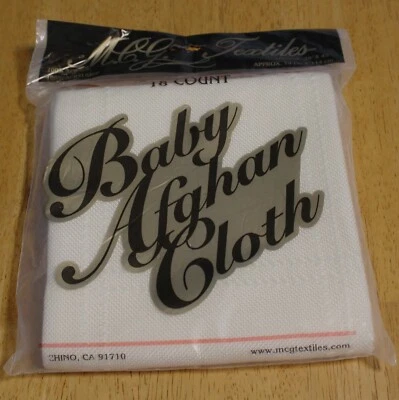 MCG Textiles
18 COUNT
Baby
Afghan
Cloth
CHINO, CA 91710
www.mcgtextiles.com